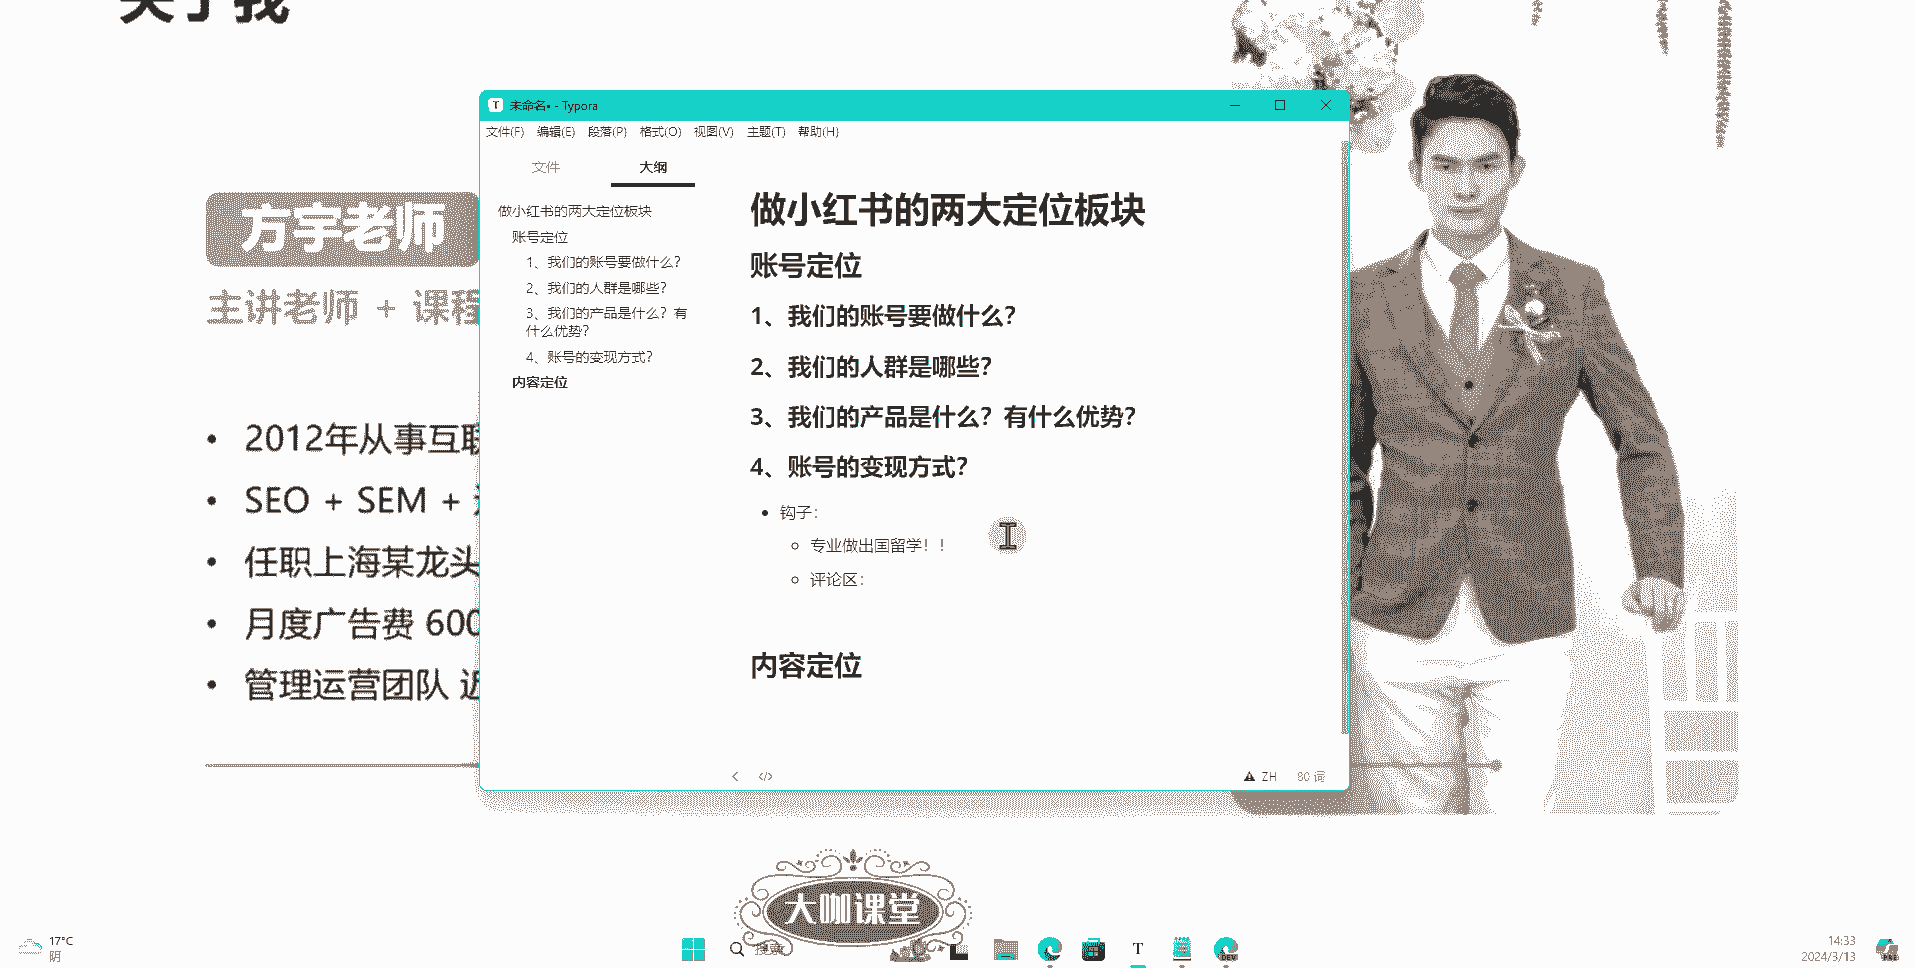 关于我
方宇老师
主讲老师 + 课程
2012年从事互联
SEO + SEM +
任职上海某龙头
月度广告费 600
管理运营团队 近
未命名• - Typora
文件(F) 编辑(E) 段落(P) 格式(O) 视图(V) 主题(T) 帮助(H)
文件 大纲
做小红书的两大定位板块
账号定位
1、我们的账号要做什么？
2、我们的人群是哪些？
3、我们的产品是什么？有
什么优势？
4、账号的变现方式？
内容定位
做小红书的两大定位板块
账号定位
1、我们的账号要做什么？
2、我们的人群是哪些？
3、我们的产品是什么？有什么优势？
4、账号的变现方式？
钩子：
专业做出国留学！！
评论区：
内容定位
ZH 80 词
大咖课堂
17°C
阴
搜索
T
DEV
14:33
2024/3/13
PRE